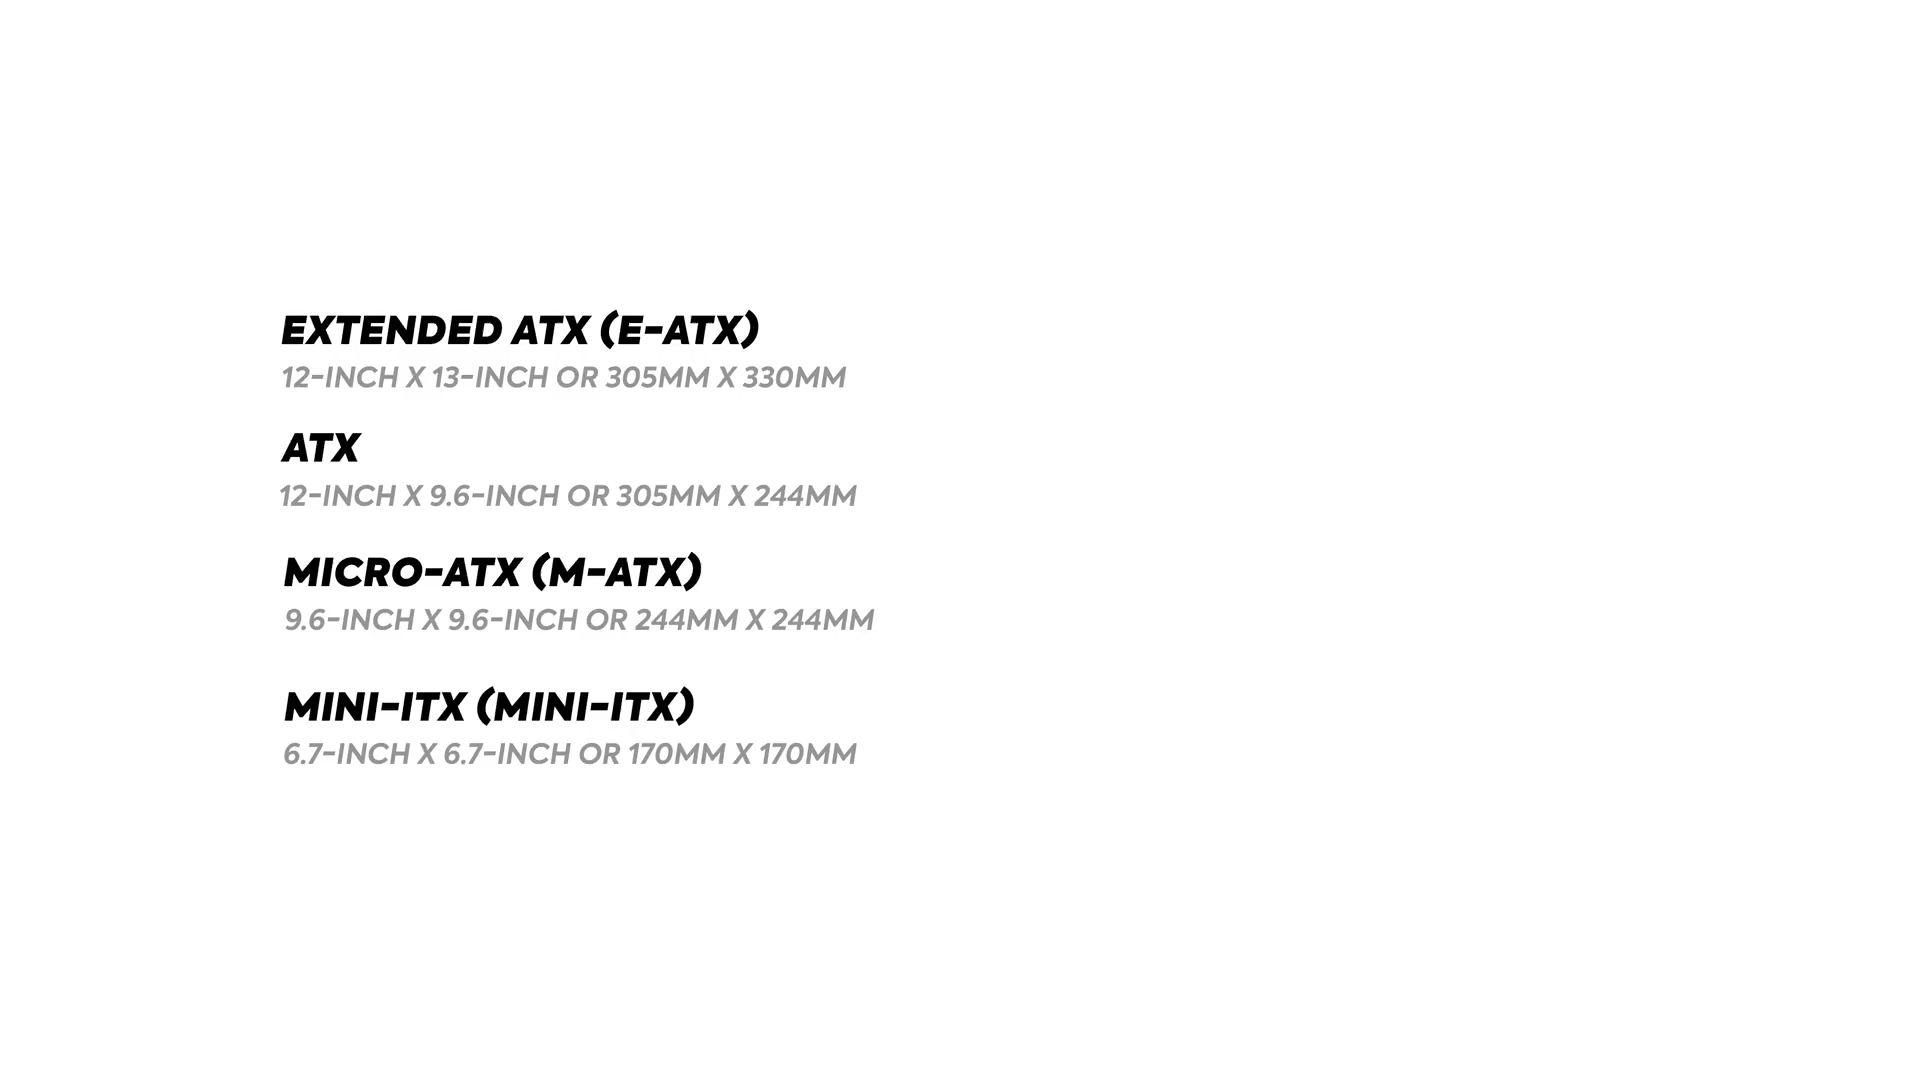 EXTENDED ATX (E-ATX)
12-INCH X 13-INCH OR 305MM X 330MM
ATX
12-INCH X 9.6-INCH OR 305MM X 244MM
MICRO-ATX (M-ATX)
9.6-INCH X 9.6-INCH OR 244MM X 244MM
MINI-ITX (MINI-ITX)
6.7-INCH X 6.7-INCH OR 170MM X 170MM